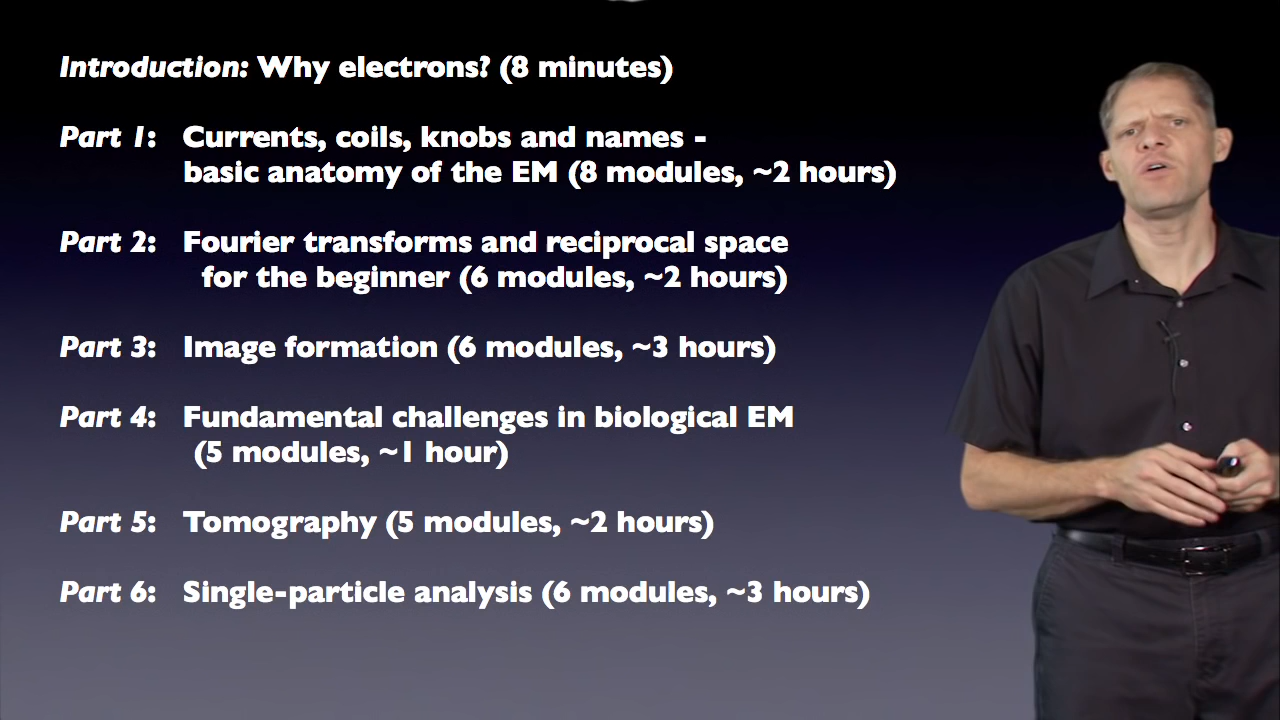 Introduction: Why electrons? (8 minutes)
Part 1: Currents, coils, knobs and names -
basic anatomy of the EM (8 modules, ~2 hours)
Part 2: Fourier transforms and reciprocal space
for the beginner (6 modules, ~2 hours)
Part 3: Image formation (6 modules, ~3 hours)
Part 4: Fundamental challenges in biological EM
(5 modules, ~1 hour)
Part 5: Tomography (5 modules, ~2 hours)
Part 6: Single-particle analysis (6 modules, ~3 hours)